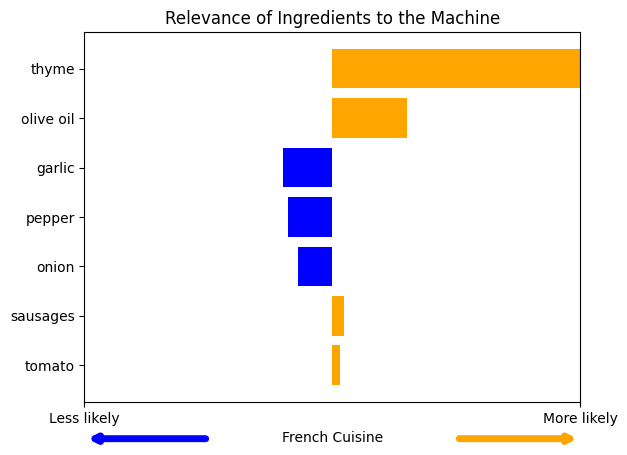 Relevance of Ingredients to the Machine
thyme
olive oil
garlic
pepper
onion
sausages
tomato
Less likely
More likely
French Cuisine